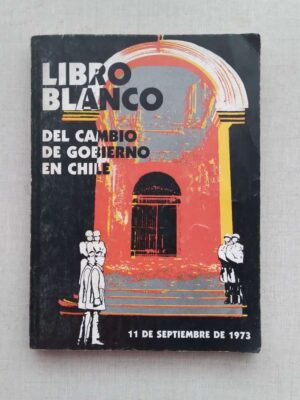 LIBRO
BLANCO
DEL CAMBIO
DE GOBIERNO
EN CHILE
11 DE SEPTIEMBRE DE 1973